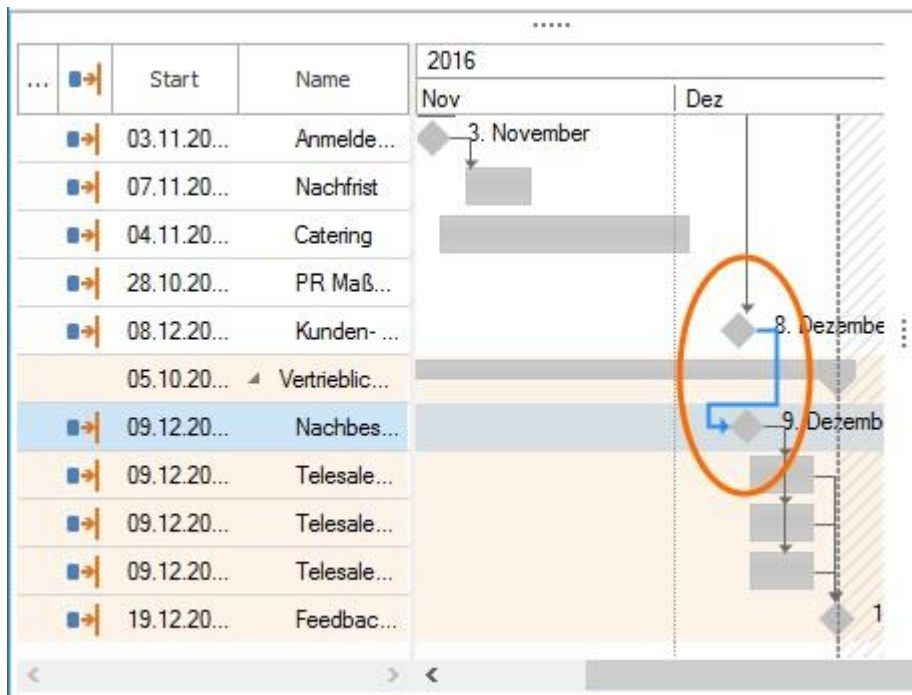 ... Start Name 2016
Nov Dez
03.11.20... Anmelde... 3. November
07.11.20... Nachfrist
04.11.20... Catering
28.10.20... PR Maß...
08.12.20... Kunden- ... 8. Dezembe
05.10.20... Vertrieblic...
09.12.20... Nachbes... 9. Dezemb
09.12.20... Telesale...
09.12.20... Telesale...
09.12.20... Telesale...
19.12.20... Feedbac... 1